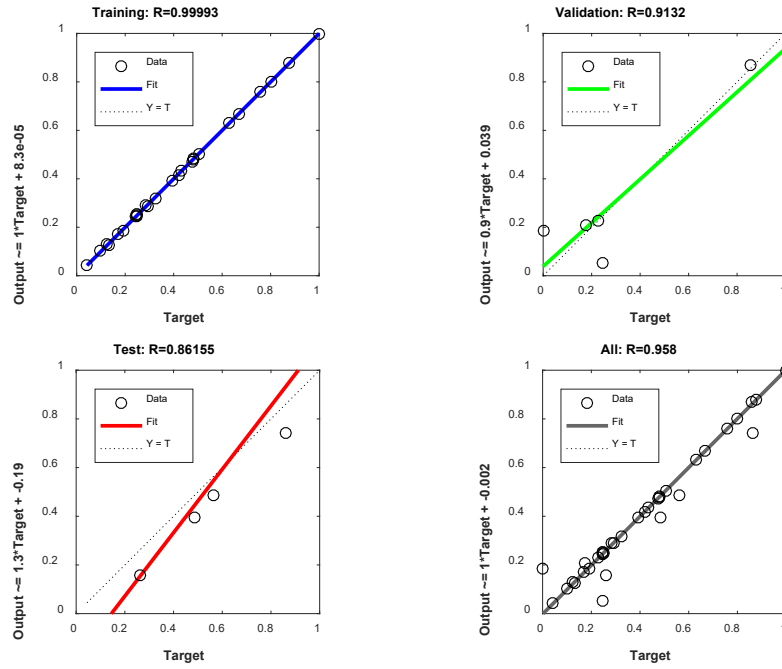 Training: R=0.99993
Output ~= 1*Target + 8.3e-05
1
0.8
0.6
0.4
0.2
0
Data
Fit
Y = T
0.2 0.4 0.6 0.8 1
Target
Validation: R=0.9132
Output ~= 0.9*Target + 0.039
1
0.8
0.6
0.4
0.2
0
Data
Fit
Y = T
0 0.2 0.4 0.6 0.8 1
Target
Test: R=0.86155
Output ~= 1.3*Target + -0.19
1
0.8
0.6
0.4
0.2
0
Data
Fit
Y = T
0.2 0.4 0.6 0.8 1
Target
All: R=0.958
Output ~= 1*Target + -0.002
1
0.8
0.6
0.4
0.2
0
Data
Fit
Y = T
0 0.2 0.4 0.6 0.8 1
Target